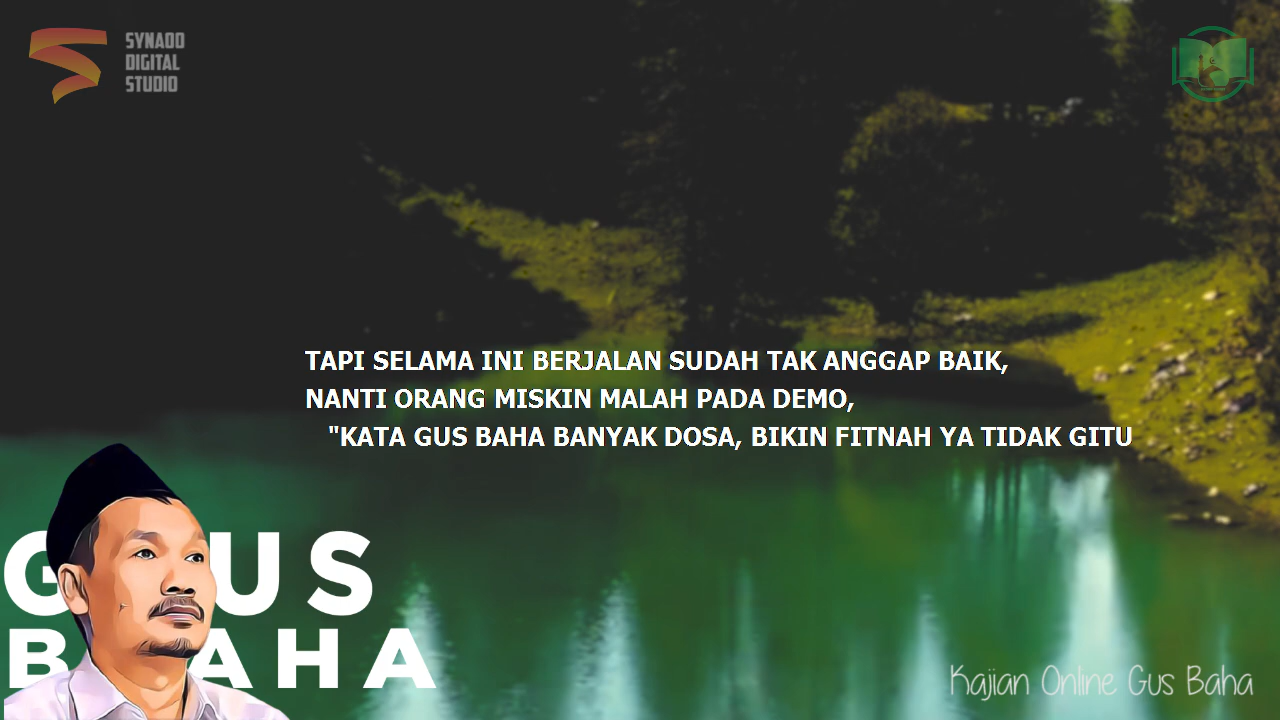 SYNADO
DIGITAL
STUDIO
TAPI SELAMA INI BERJALAN SUDAH TAK ANGGAP BAIK,
NANTI ORANG MISKIN MALAH PADA DEMO,
"KATA GUS BAHA BANYAK DOSA, BIKIN FITNAH YA TIDAK GITU
GUS
BAHA
Kajian Online Gus Baha